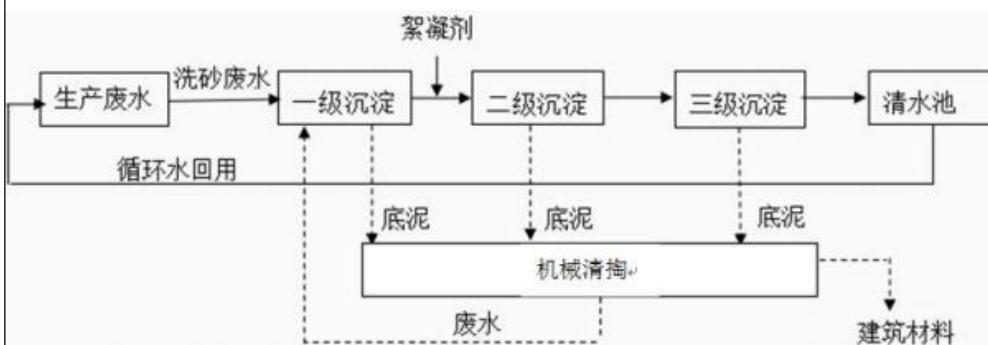 絮凝剂
生产废水
洗砂废水
一级沉淀
二级沉淀
三级沉淀
清水池
循环水回用
底泥
底泥
底泥
机械清掏
废水
建筑材料